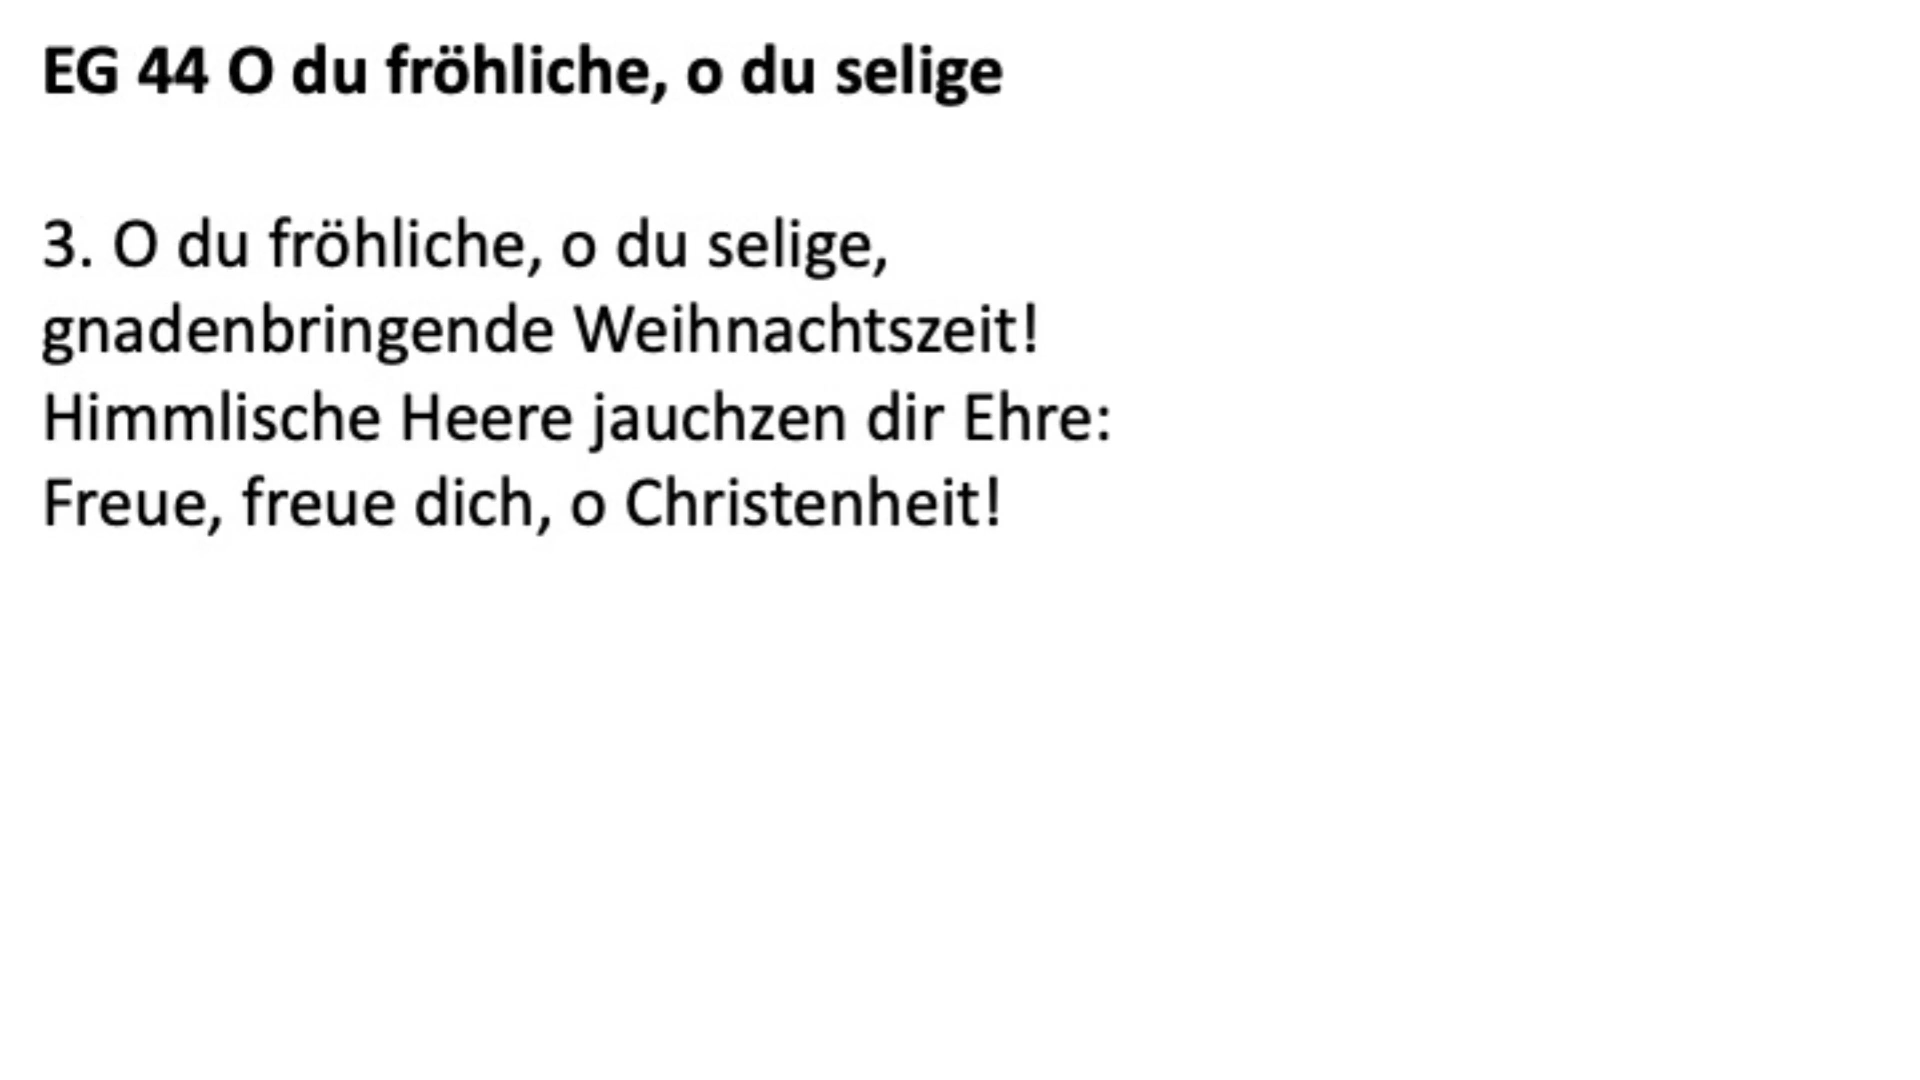 EG 44 O du fröhliche, o du selige
3. O du fröhliche, o du selige,
gnadenbringende Weihnachtszeit!
Himmlische Heere jauchzen dir Ehre:
Freue, freue dich, o Christenheit!